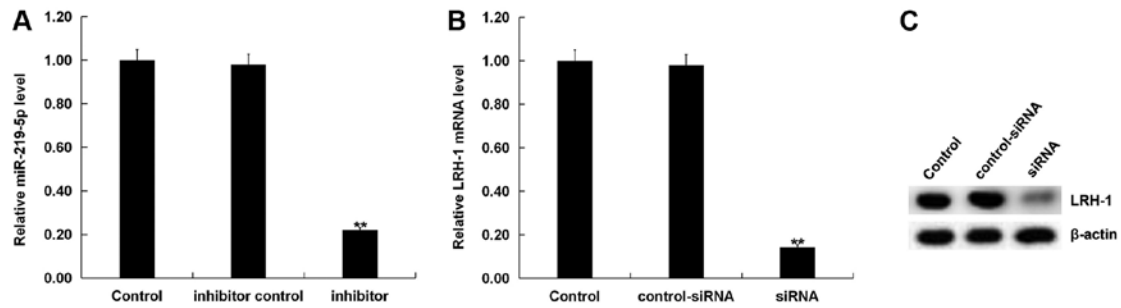 A
Relative miR-219-5p level
1.20
1.00
0.80
0.60
0.40
0.20
0.00
**
Control
inhibitor control
inhibitor
B
Relative LRH-1 mRNA level
1.20
1.00
0.80
0.60
0.40
0.20
0.00
**
Control
control-siRNA
siRNA
C
Control
control-siRNA
siRNA
LRH-1
β-actin